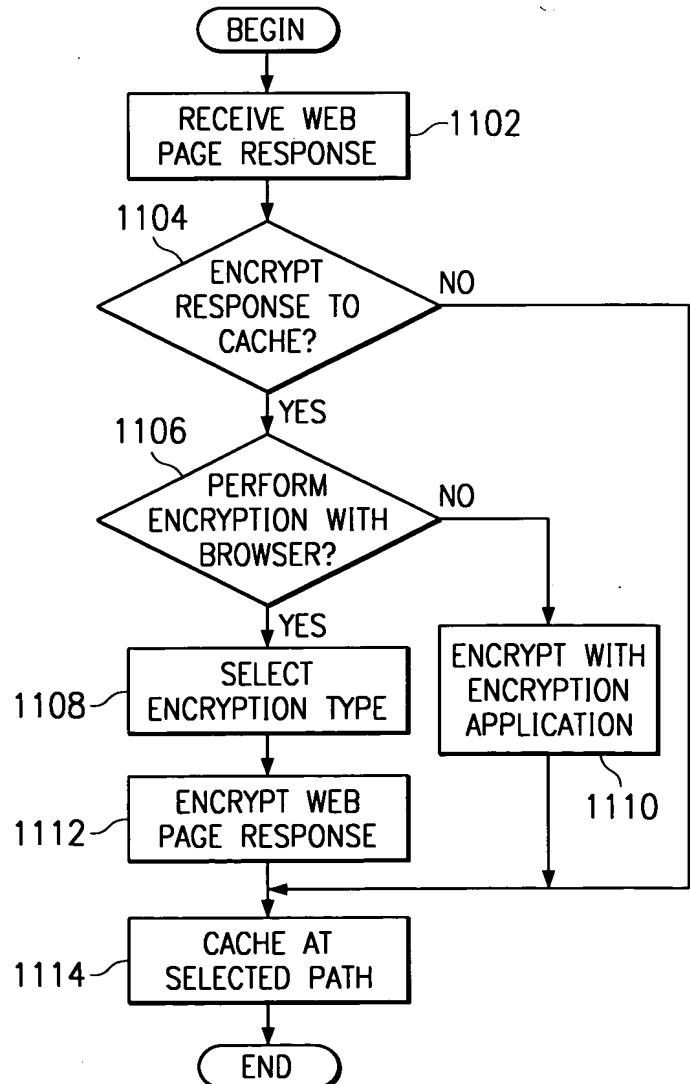 BEGIN
RECEIVE WEB
PAGE RESPONSE
1102
1104
ENCRYPT
RESPONSE TO
CACHE?
NO
YES
1106
PERFORM
ENCRYPTION WITH
BROWSER?
NO
YES
1108
SELECT
ENCRYPTION TYPE
ENCRYPT WITH
ENCRYPTION
APPLICATION
1110
1112
ENCRYPT WEB
PAGE RESPONSE
1114
CACHE AT
SELECTED PATH
END